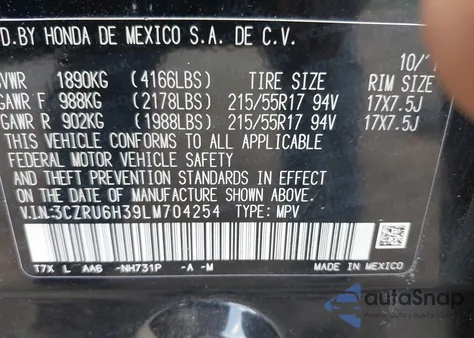 D.BY HONDA DE MEXICO S.A. DE C.V.
10/
GVWR 1890KG (4166LBS) TIRE SIZE RIM SIZE
GAWR F 988KG (2178LBS) 215/55R17 94V 17X7.5J
GAWR R 902KG (1988LBS) 215/55R17 94V 17X7.5J
THIS VEHICLE CONFORMS TO ALL APPLICABLE
FEDERAL MOTOR VEHICLE SAFETY
AND THEFT PREVENTION STANDARDS IN EFFECT
ON THE DATE OF MANUFACTURE SHOWN ABOVE.
V.I.N:3CZRU6H39LM704254 TYPE: MPV
T7X L AA6 -NH731P -A -M MADE IN MEXICO
autaSnap